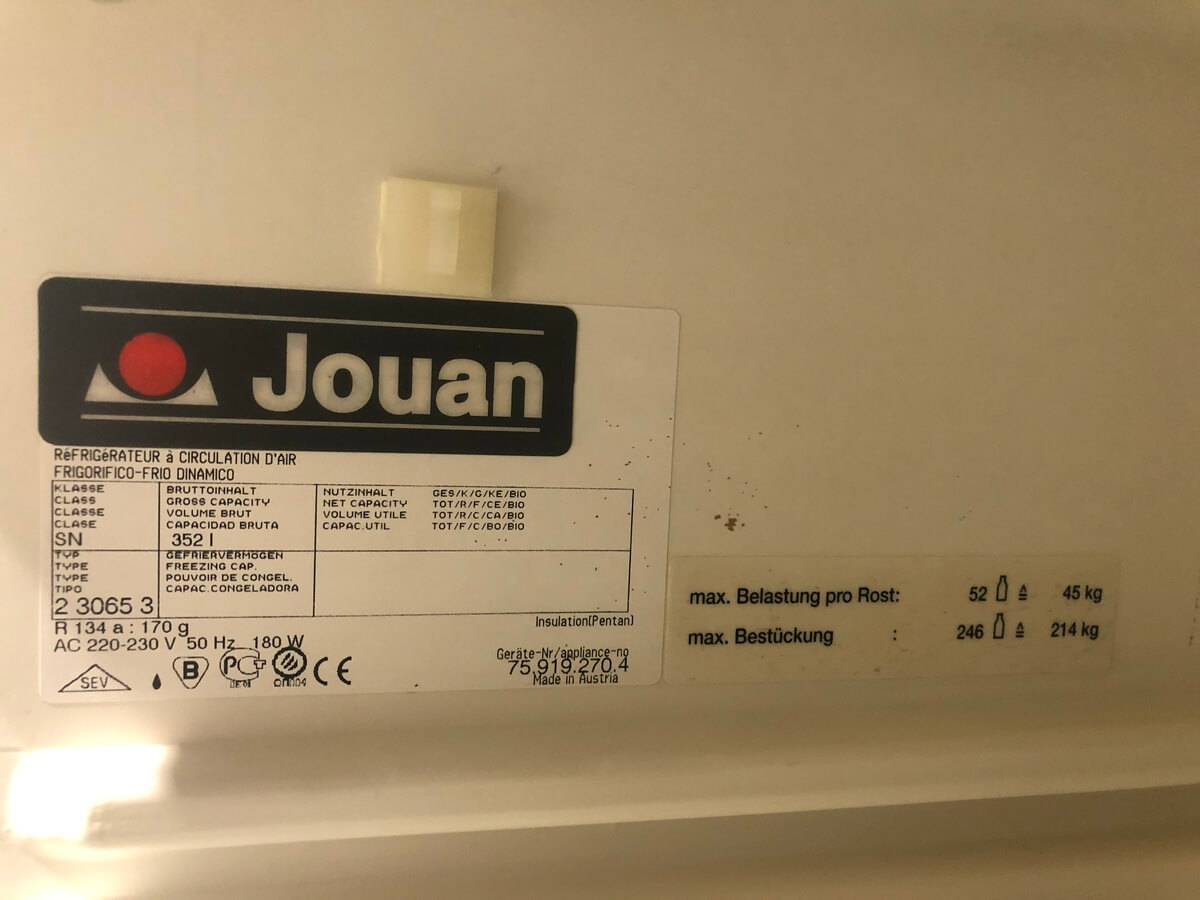 Jouan
RéFRIGéRATEUR à CIRCULATION D'AIR
FRIGORIFICO-FRIO DINAMICO
KLASSE BRUTTOINHALT NUTZINHALT GES/K/G/KE/BIO
CLASS GROSS CAPACITY NET CAPACITY TOT/R/F/CE/BIO
CLASSE VOLUME BRUT VOLUME UTILE TOT/R/C/CA/BIO
CLASE CAPACIDAD BRUTA CAPAC.UTIL TOT/F/C/BO/BIO
SN 352 l
TYP GEFRIERVERMöGEN
TYPE FREEZING CAP.
TYPE POUVOIR DE CONGEL.
TIPO CAPAC.CONGELADORA
2 3065 3
R 134 a : 170 g Insulation(Pentan)
AC 220-230 V 50 Hz 180 W
Geräte-Nr/appliance-no
75.919.270.4
Made in Austria
SEV B PCT CE
max. Belastung pro Rost: 52 ≙ 45 kg
max. Bestückung : 246 ≙ 214 kg